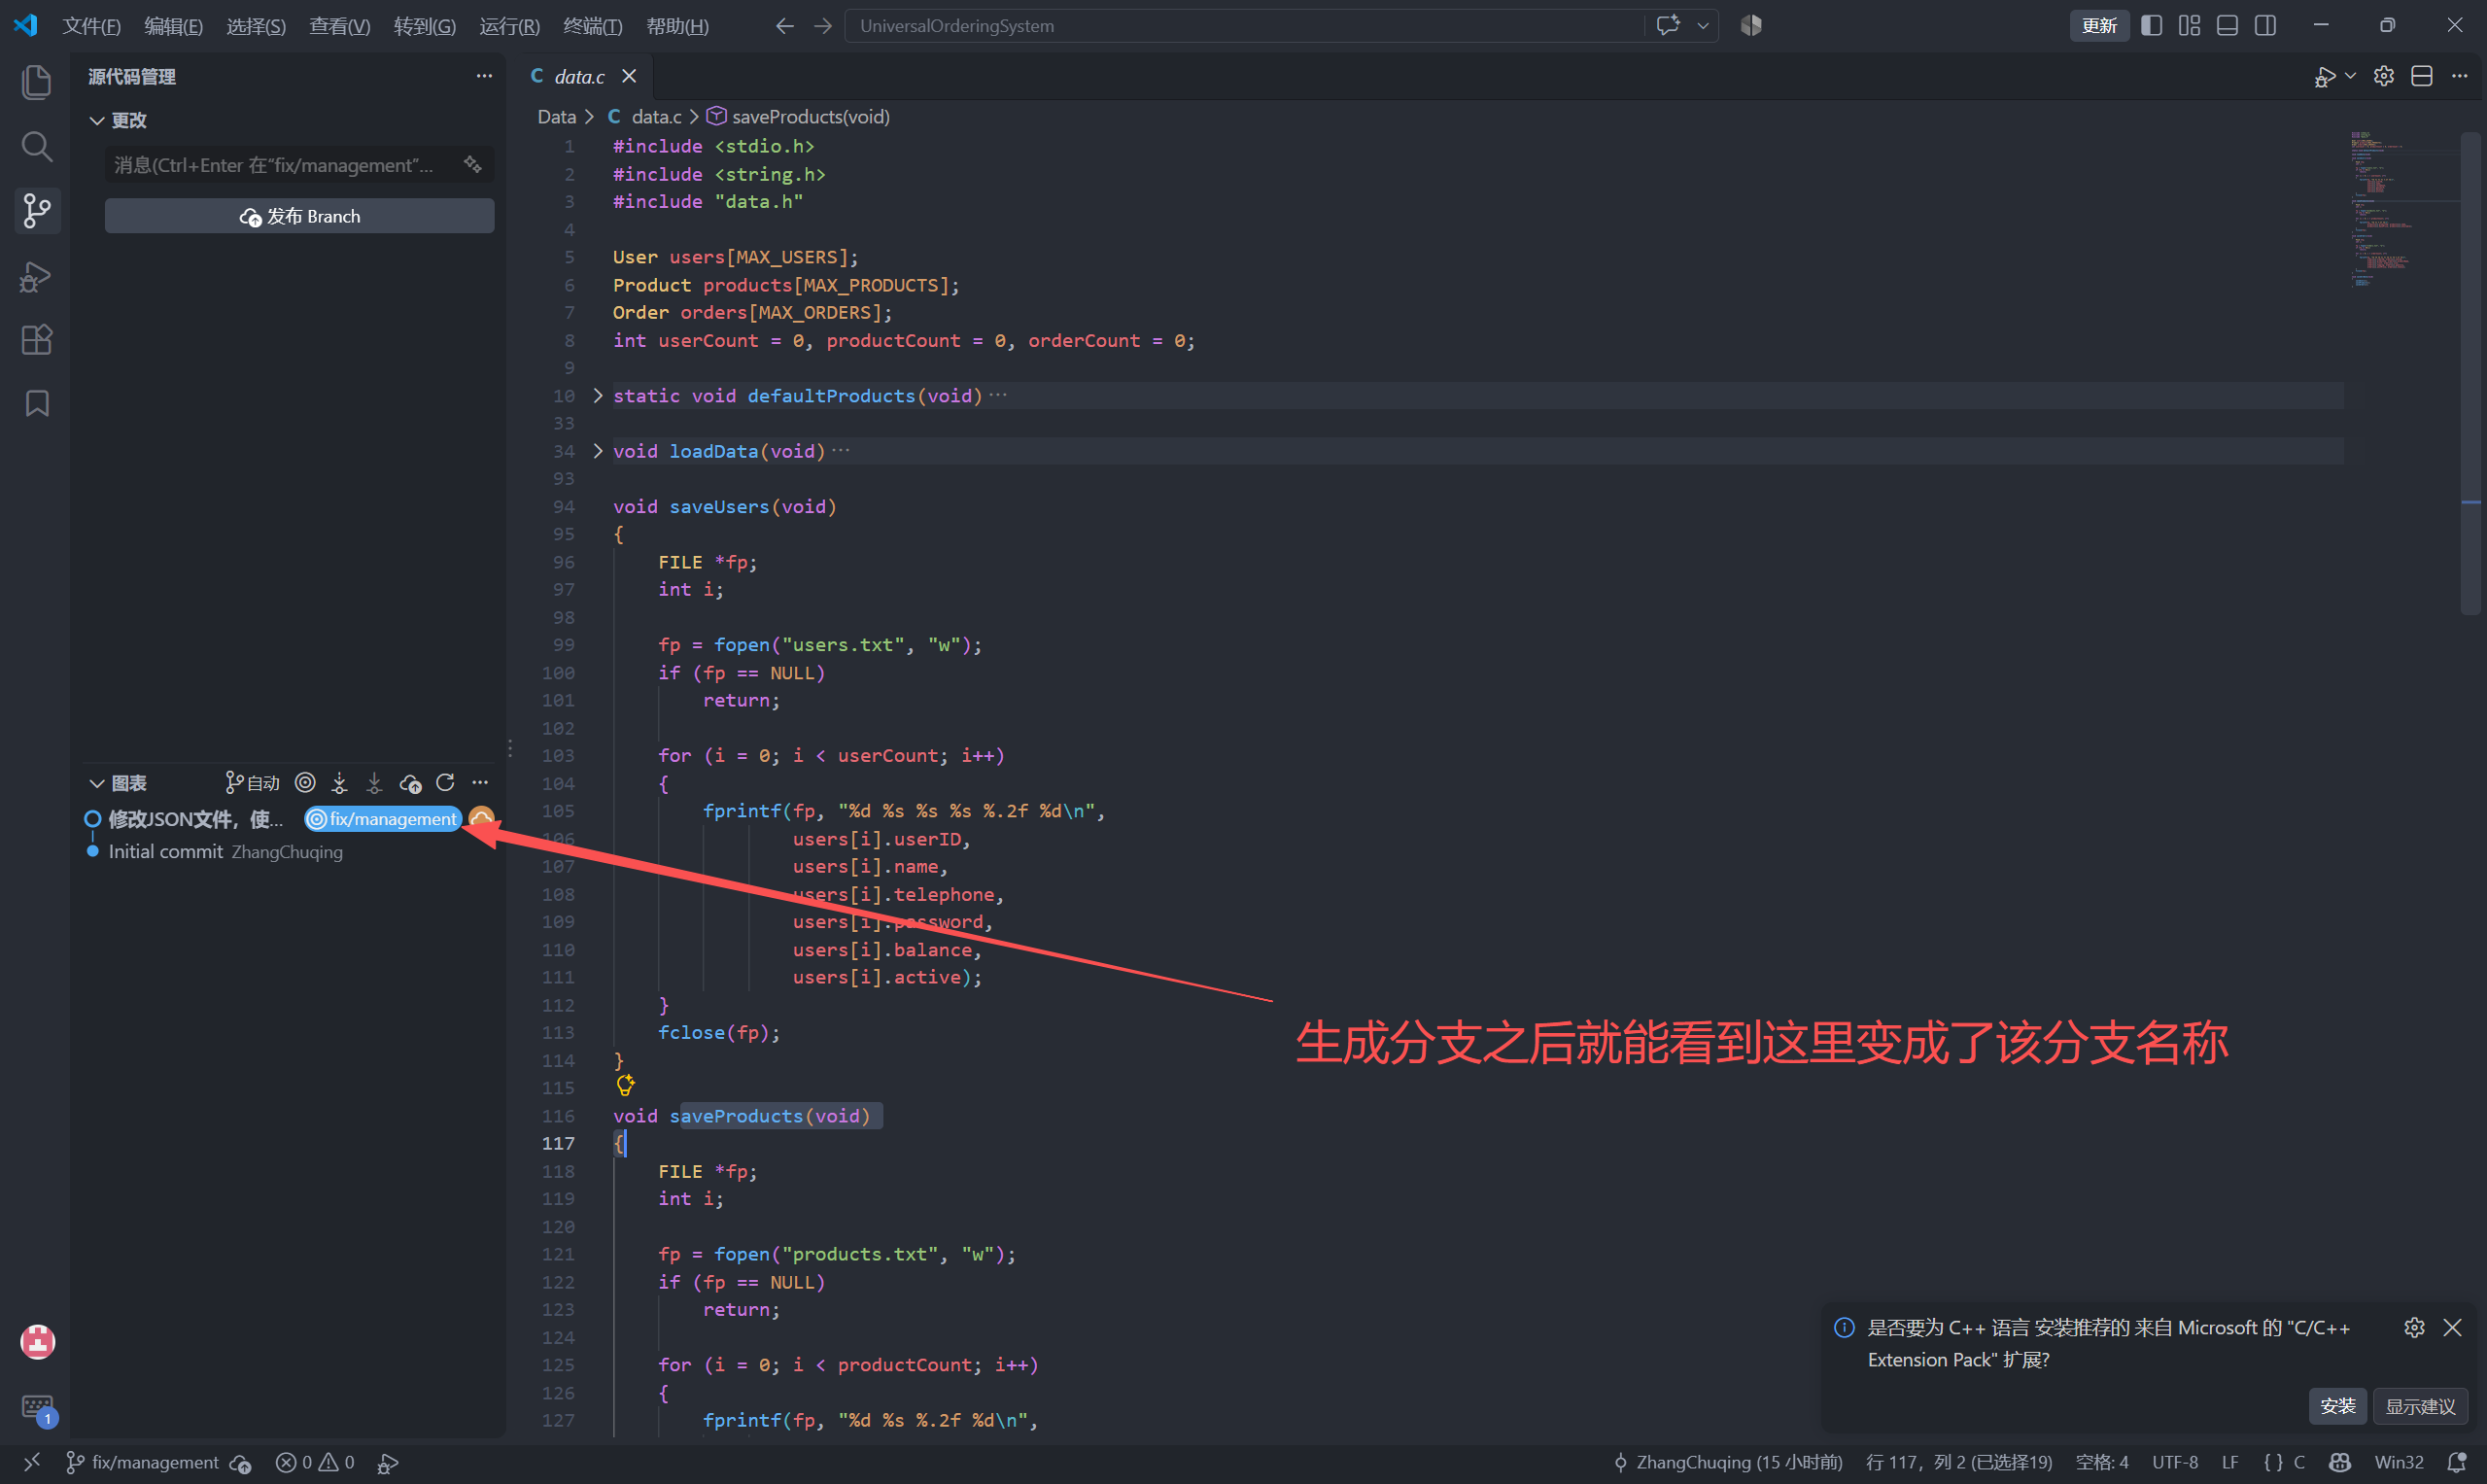 文件(F) 编辑(E) 选择(S) 查看(V) 转到(G) 运行(R) 终端(T) 帮助(H) UniversalOrderingSystem 更新
源代码管理
更改
消息(Ctrl+Enter 在“fix/management”...
发布 Branch
图表 自动
修改JSON文件，使... fix/management
Initial commit ZhangChuqing
C data.c
Data > C data.c > saveProducts(void)
1 #include <stdio.h>
2 #include <string.h>
3 #include "data.h"
4
5 User users[MAX_USERS];
6 Product products[MAX_PRODUCTS];
7 Order orders[MAX_ORDERS];
8 int userCount = 0, productCount = 0, orderCount = 0;
9
10 static void defaultProducts(void)···
33
34 void loadData(void)···
93
94 void saveUsers(void)
95 {
96 FILE *fp;
97 int i;
98
99 fp = fopen("users.txt", "w");
100 if (fp == NULL)
101 return;
102
103 for (i = 0; i < userCount; i++)
104 {
105 fprintf(fp, "%d %s %s %s %.2f %d\n",
106 users[i].userID,
107 users[i].name,
108 users[i].telephone,
109 users[i].password,
110 users[i].balance,
111 users[i].active);
112 }
113 fclose(fp);
114 }
115
116 void saveProducts(void)
117 {
118 FILE *fp;
119 int i;
120
121 fp = fopen("products.txt", "w");
122 if (fp == NULL)
123 return;
124
125 for (i = 0; i < productCount; i++)
126 {
127 fprintf(fp, "%d %s %.2f %d\n",
生成分支之后就能看到这里变成了该分支名称
是否要为 C++ 语言 安装推荐的 来自 Microsoft 的 "C/C++
Extension Pack" 扩展?
安装 显示建议
1
fix/management 0 0 ZhangChuqing (15 小时前) 行 117，列 2 (已选择19) 空格: 4 UTF-8 LF { } C Win32